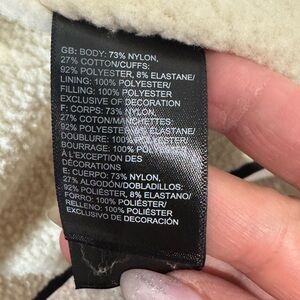 GB: BODY: 73% NYLON,
27% COTTON/CUFFS:
92% POLYESTER, 8% ELASTANE/
LINING: 100% POLYESTER/
FILLING: 100% POLYESTER
EXCLUSIVE OF DECORATION
F: CORPS: 73% NYLON,
27% COTON/MANCHETTES:
92% POLYESTER, 8% ELASTANE/
DOUBLURE: 100% POLYESTER/
BOURRAGE: 100% POLYESTER
À L'EXCEPTION DES
DÉCORATIONS
E: CUERPO: 73% NYLON,
27% ALGODÓN/DOBLADILLOS:
92% POLIÉSTER, 8% ELASTANE/
FORRO: 100% POLIÉSTER/
RELLENO: 100% POLIÉSTER
EXCLUSIVO DE DECORACIÓN